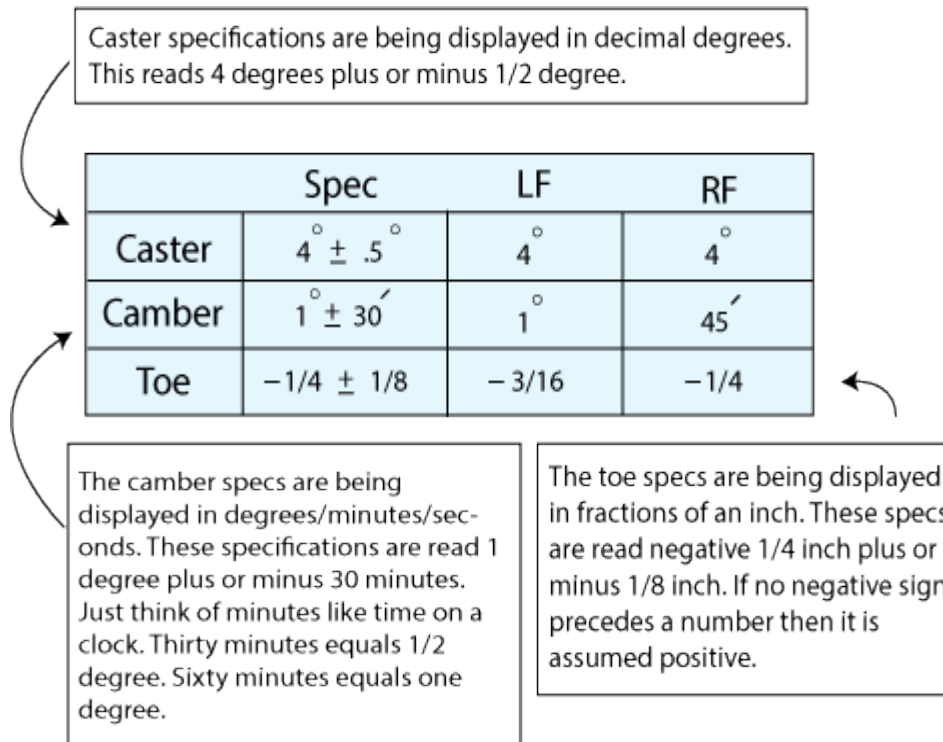 Caster specifications are being displayed in decimal degrees.
This reads 4 degrees plus or minus 1/2 degree.
Spec LF RF
Caster 4° ± .5° 4° 4°
Camber 1° ± 30′ 1° 45′
Toe −1/4 ± 1/8 − 3/16 −1/4
The camber specs are being
displayed in degrees/minutes/sec-
onds. These specifications are read 1
degree plus or minus 30 minutes.
Just think of minutes like time on a
clock. Thirty minutes equals 1/2
degree. Sixty minutes equals one
degree.
The toe specs are being displayed
in fractions of an inch. These specs
are read negative 1/4 inch plus or
minus 1/8 inch. If no negative sign
precedes a number then it is
assumed positive.